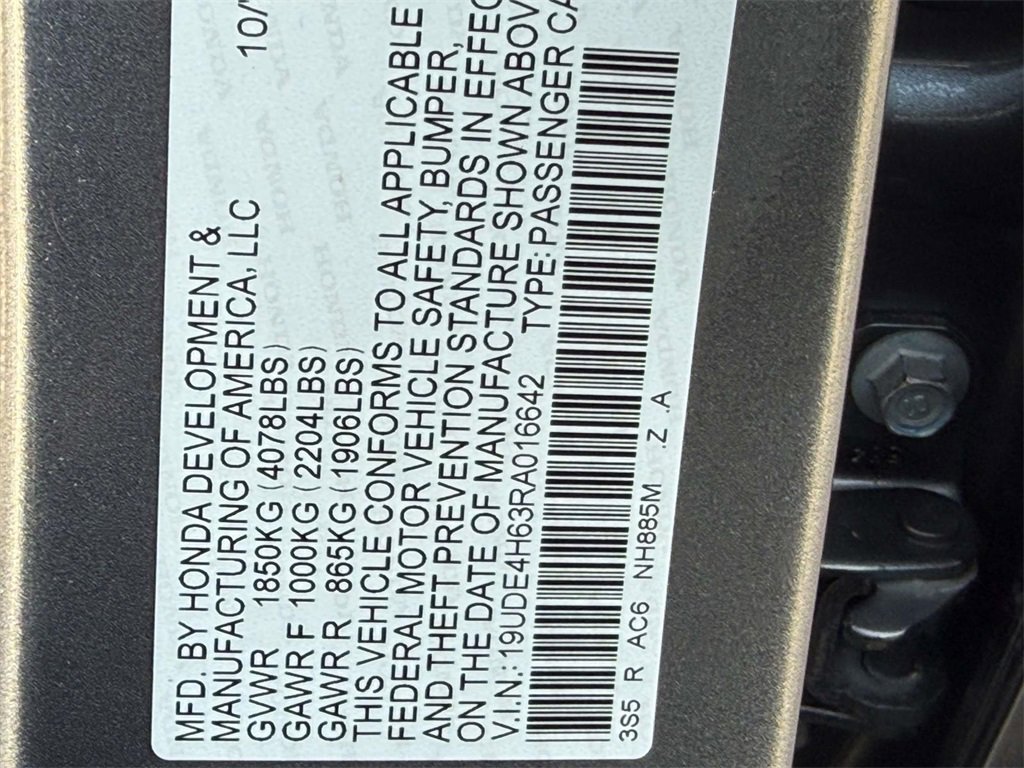 MFD. BY HONDA DEVELOPMENT &
MANUFACTURING OF AMERICA, LLC 10/
GVWR 1850KG (4078LBS)
GAWR F 1000KG (2204LBS)
GAWR R 865KG (1906LBS)
THIS VEHICLE CONFORMS TO ALL APPLICABLE
FEDERAL MOTOR VEHICLE SAFETY, BUMPER,
AND THEFT PREVENTION STANDARDS IN EFFEC
ON THE DATE OF MANUFACTURE SHOWN ABOV
V.I.N.: 19UDE4H63RA016642 TYPE: PASSENGER CA
3S5 R AC6 NH885M .Z .A